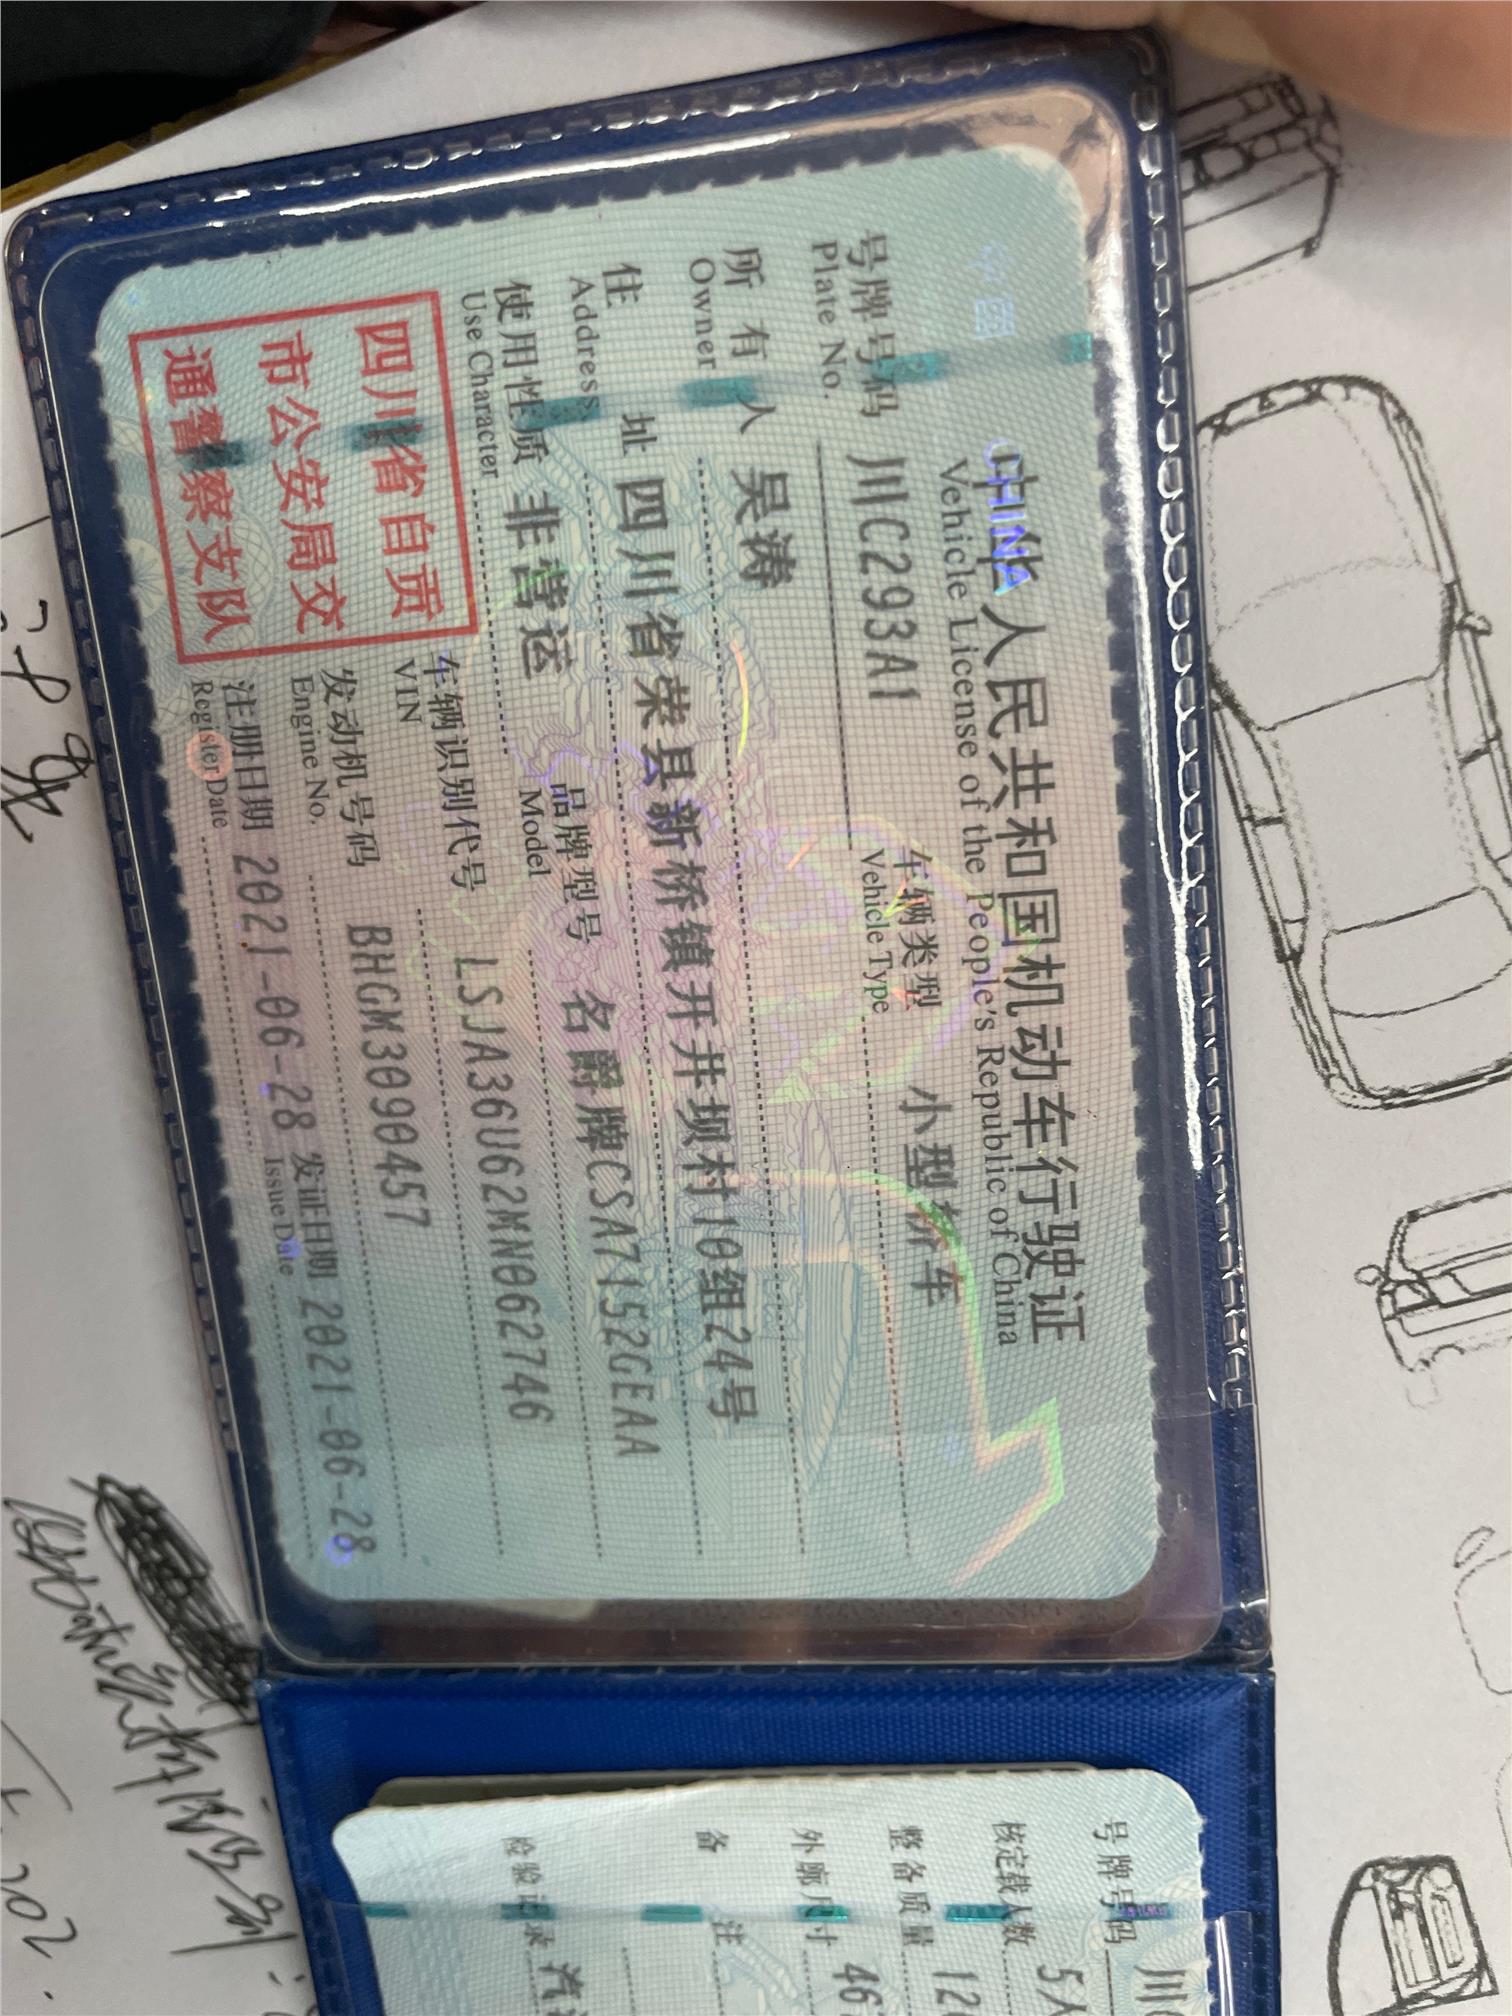 中国
CHINA
中华人民共和国机动车行驶证
Vehicle License of the People's Republic of China
号牌号码 川C293A1 车辆类型 小型轿车
Plate No. Vehicle Type
所有人 吴涛
Owner
住址 四川省荣县新桥镇开井坝村10组24号
Address
使用性质 非营运 品牌型号 名爵牌CSA7152GEAA
Use Character Model
车辆识别代号 LSJA36U62MN062746
VIN
发动机号码 BHGM3090457
Engine No.
注册日期 2021-06-28 发证日期 2021-06-28
Register Date Issue Date
四川省自贡
市公安局交
通警察支队
号牌号码 川
核定载人数 5人
整备质量 12
外廓尺寸 46
备注
检验记录